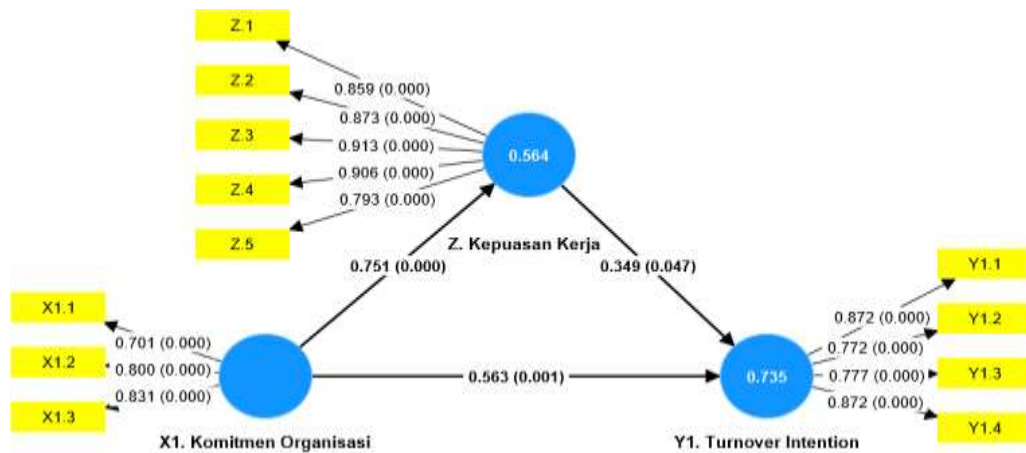 Z.1
Z.2
Z.3
Z.4
Z.5
0.859 (0.000)
0.873 (0.000)
0.913 (0.000)
0.906 (0.000)
0.793 (0.000)
0.564
Z. Kepuasan Kerja
0.751 (0.000)
0.349 (0.047)
X1.1
X1.2
X1.3
0.701 (0.000)
0.800 (0.000)
0.831 (0.000)
X1. Komitmen Organisasi
0.563 (0.001)
0.735
Y1. Turnover Intention
0.872 (0.000)
0.772 (0.000)
0.777 (0.000)
0.872 (0.000)
Y1.1
Y1.2
Y1.3
Y1.4